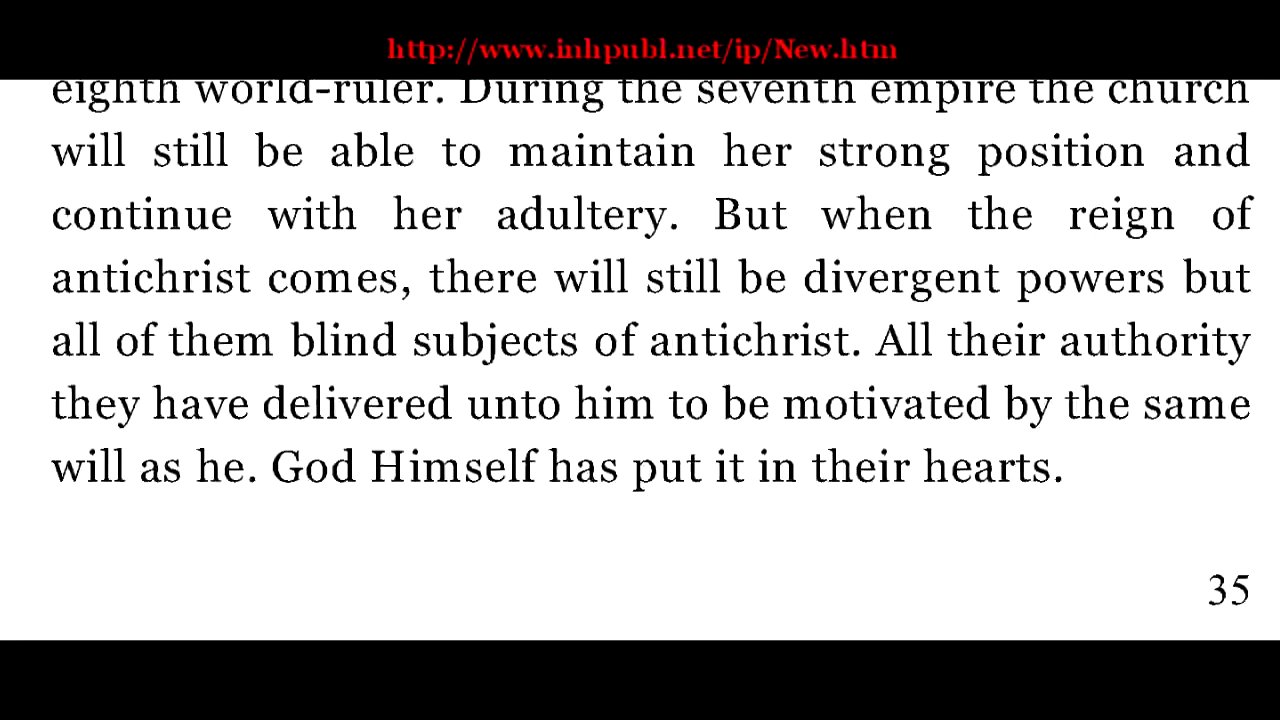 http://www.inhpubl.net/ip/New.htm
eighth world-ruler. During the seventh empire the church
will still be able to maintain her strong position and
continue with her adultery. But when the reign of
antichrist comes, there will still be divergent powers but
all of them blind subjects of antichrist. All their authority
they have delivered unto him to be motivated by the same
will as he. God Himself has put it in their hearts.
35